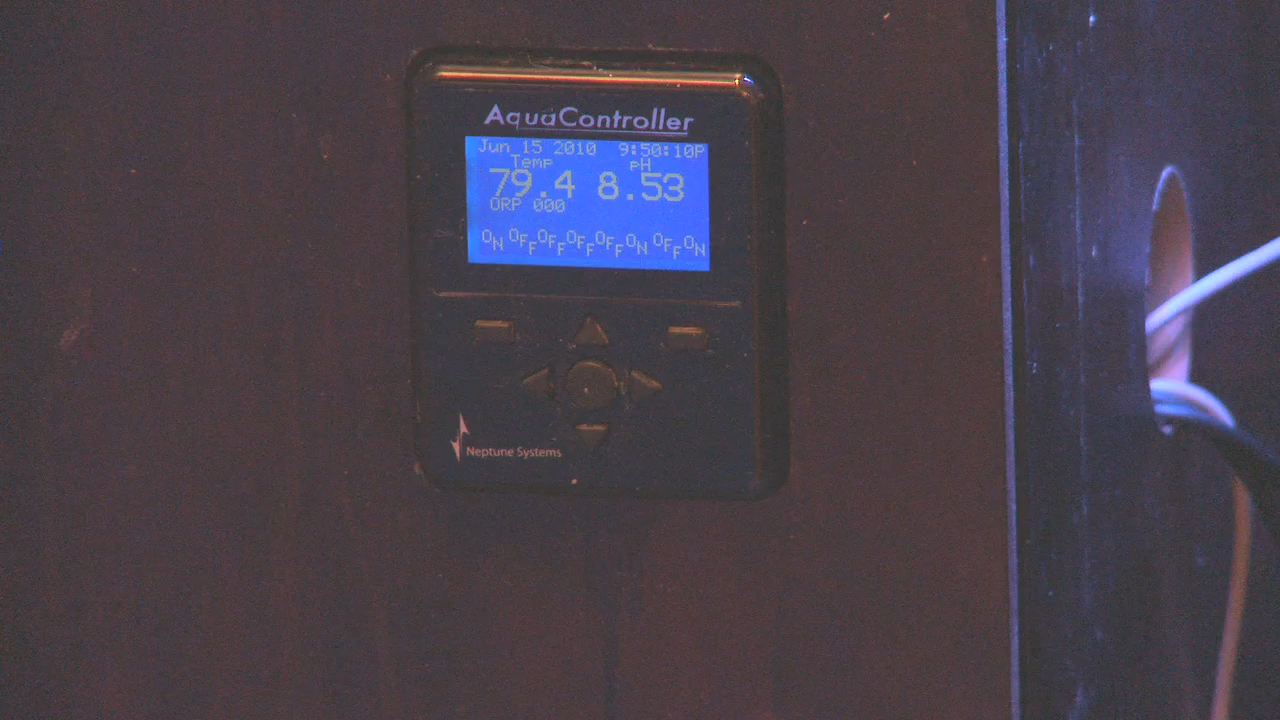 AquaController
Jun 15 2010 9:50:10P
Temp pH
79.4 8.53
ORP 000
ON OFF OFF OFF OFF ON OFF ON
Neptune Systems